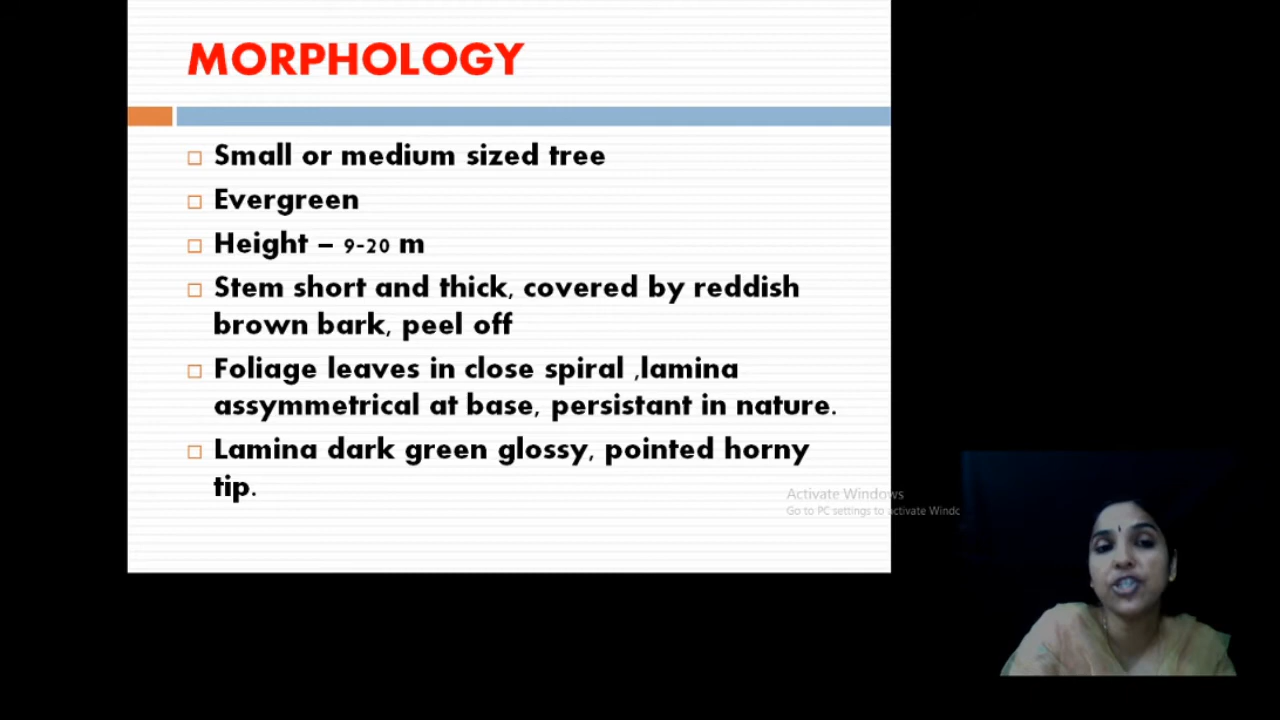 MORPHOLOGY
Small or medium sized tree
Evergreen
Height – 9-20 m
Stem short and thick, covered by reddish
brown bark, peel off
Foliage leaves in close spiral ,lamina
assymmetrical at base, persistant in nature.
Lamina dark green glossy, pointed horny
tip.
Activate Windows
Go to PC settings to activate Windc